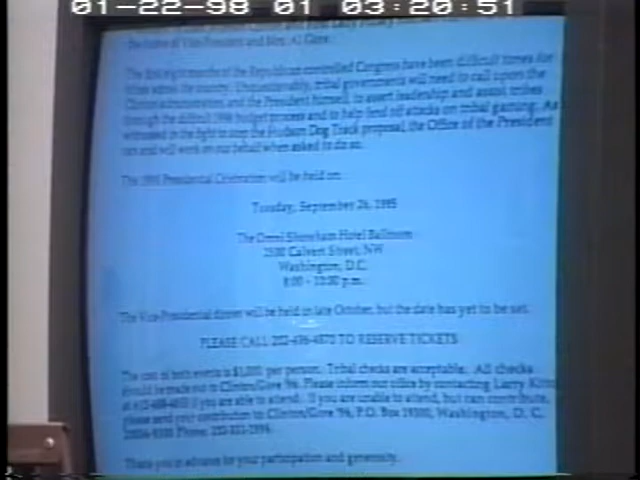 01-22-98 01 03:20:51
the home of Vice-President and Mrs. Al Gore.
The first eight months of the Republican controlled Congress have been difficult times for
tribes across the country. Unquestionably, tribal governments will need to call upon the
Clinton administration, and the President himself, to assert leadership and assist tribes
through the difficult 1996 budget process and to help fend off attacks on tribal gaming. As
witnessed in the fight to stop the Hudson Dog Track proposal, the Office of the President
can and will work on our behalf when asked to do so.
The 1995 Presidential Celebration will be held on:
Tuesday, September 26, 1995
The Omni Shoreham Hotel Ballroom
2500 Calvert Street, NW
Washington, D.C.
8:00 - p.m.
The Vice-Presidential dinner will be held in late October, but the date has yet to be set.
PLEASE CALL TO RESERVE TICKETS
The cost of both events is $1,000 per person. Tribal checks are acceptable. All checks
should be made out to Clinton/Gore '96. Please inform our office by contacting Larry Kitto
at if you are able to attend. If you are unable to attend, but can contribute,
please send your contribution to Clinton/Gore '96, P.O. Box Washington, D. C.
Phone:
Thank you in advance for your participation and generosity.